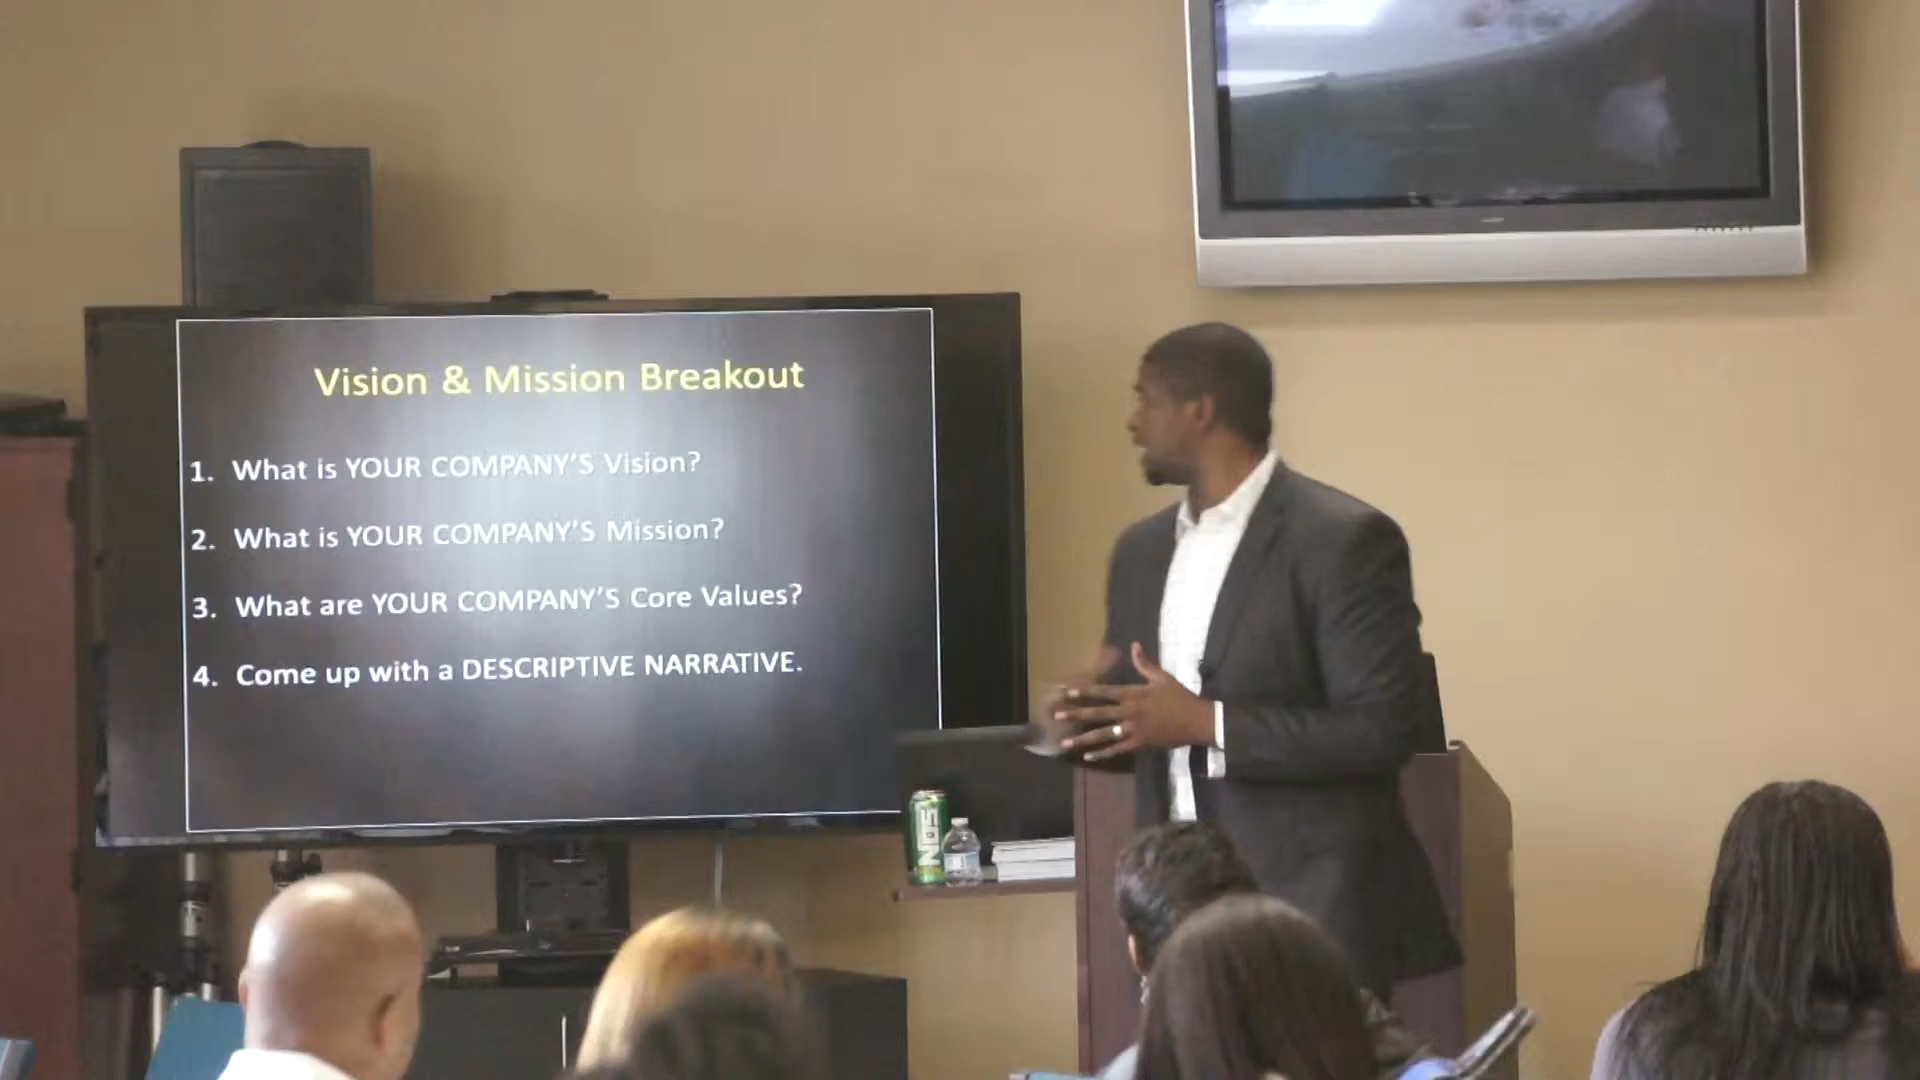 Vision & Mission Breakout
1. What is YOUR COMPANY'S Vision?
2. What is YOUR COMPANY'S Mission?
3. What are YOUR COMPANY'S Core Values?
4. Come up with a DESCRIPTIVE NARRATIVE.